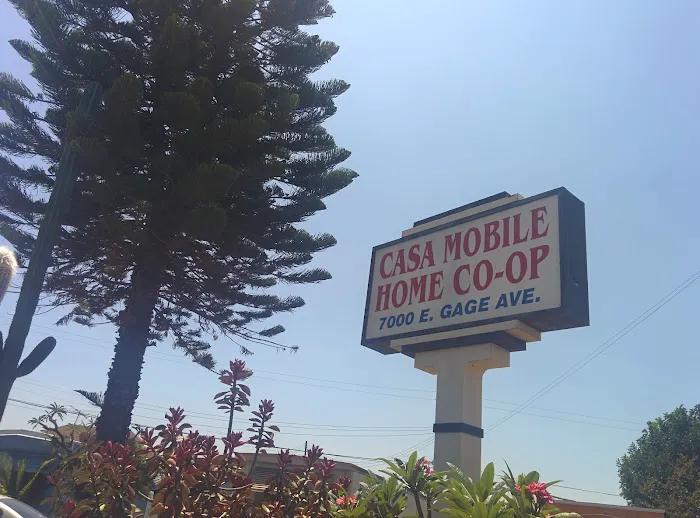 CASA MOBILE
HOME CO-OP
7000 E. GAGE AVE.